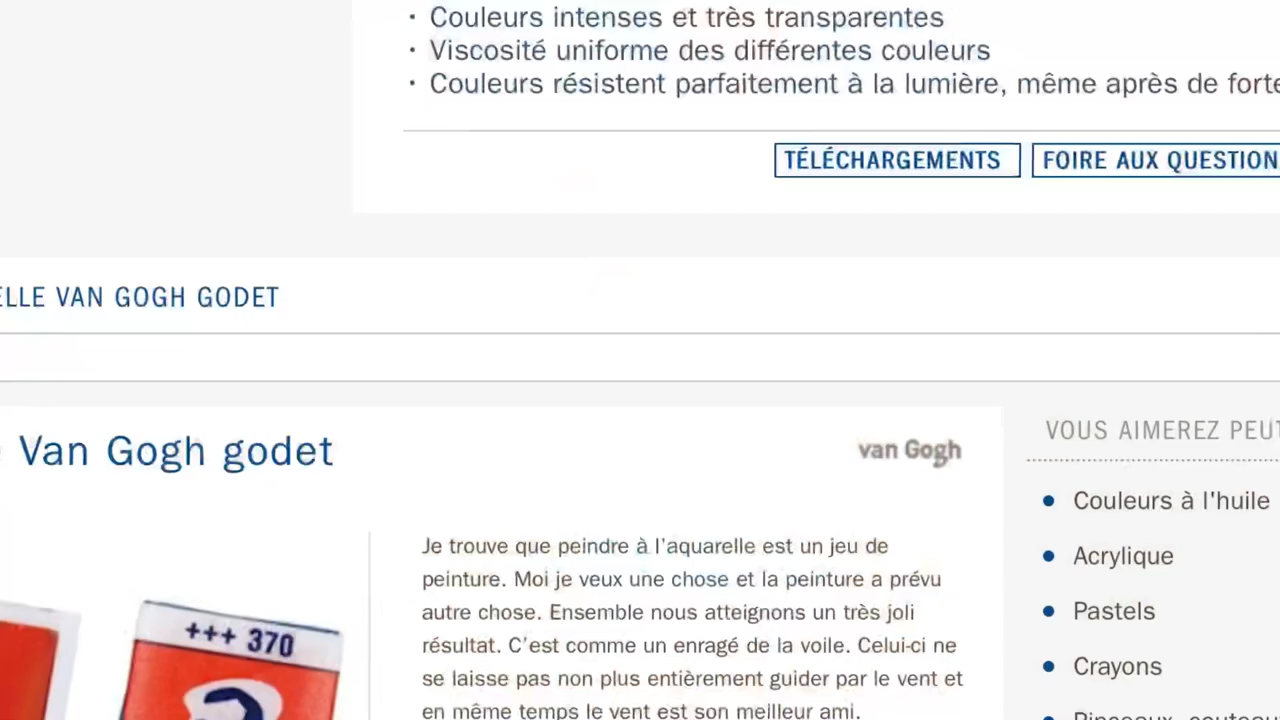 · Couleurs intenses et très transparentes
· Viscosité uniforme des différentes couleurs
· Couleurs résistent parfaitement à la lumière, même après de forte
TÉLÉCHARGEMENTS
FOIRE AUX QUESTION
ELLE VAN GOGH GODET
Van Gogh godet
van Gogh
Je trouve que peindre à l'aquarelle est un jeu de
peinture. Moi je veux une chose et la peinture a prévu
autre chose. Ensemble nous atteignons un très joli
résultat. C'est comme un enragé de la voile. Celui-ci ne
se laisse pas non plus entièrement guider par le vent et
en même temps le vent est son meilleur ami.
+++ 370
VOUS AIMEREZ PEUT
• Couleurs à l'huile
• Acrylique
• Pastels
• Crayons